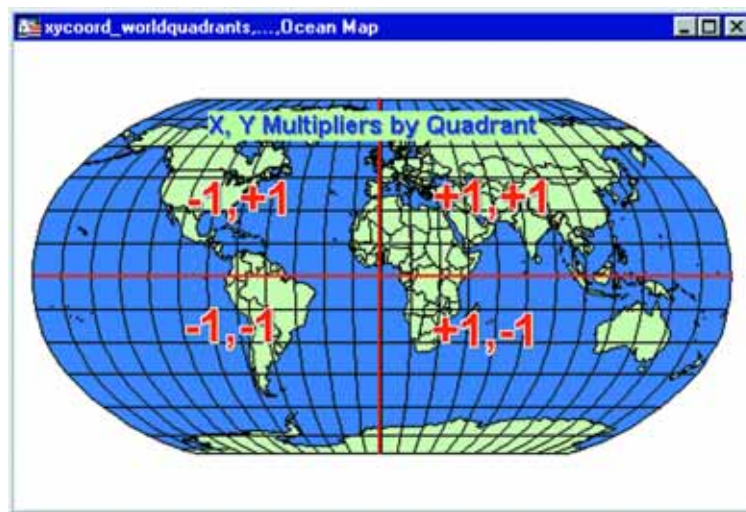 xycoord_worldquadrants,...,Ocean Map
X, Y Multipliers by Quadrant
-1,+1
+1,+1
-1,-1
+1,-1